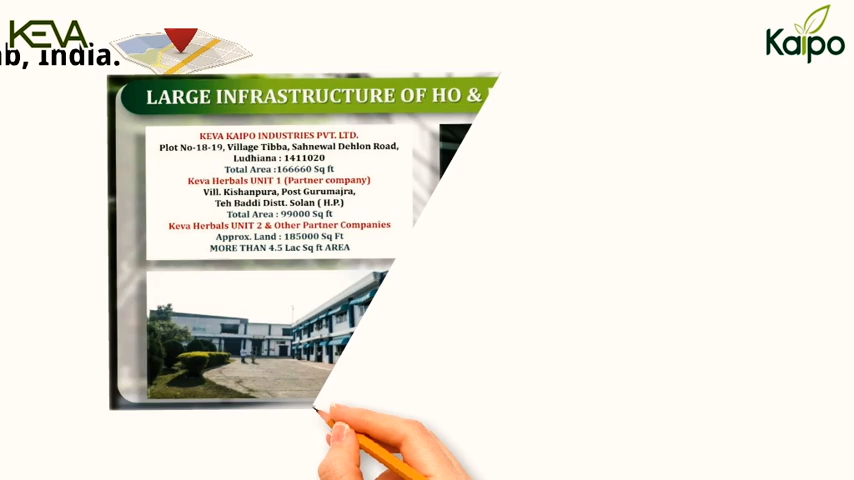 KEVA
b, India.
Kaipo
LARGE INFRASTRUCTURE OF HO &
KEVA KAIPO INDUSTRIES PVT. LTD.
Plot No-18-19, Village Tibba, Sahnewal Dehlon Road,
Ludhiana : 1411020
Total Area :166660 Sq ft
Keva Herbals UNIT 1 (Partner company)
Vill. Kishanpura, Post Gurumajra,
Teh Baddi Distt. Solan ( H.P.)
Total Area : 99000 Sq ft
Keva Herbals UNIT 2 & Other Partner Companies
Approx. Land : 185000 Sq Ft
MORE THAN 4.5 Lac Sq ft AREA